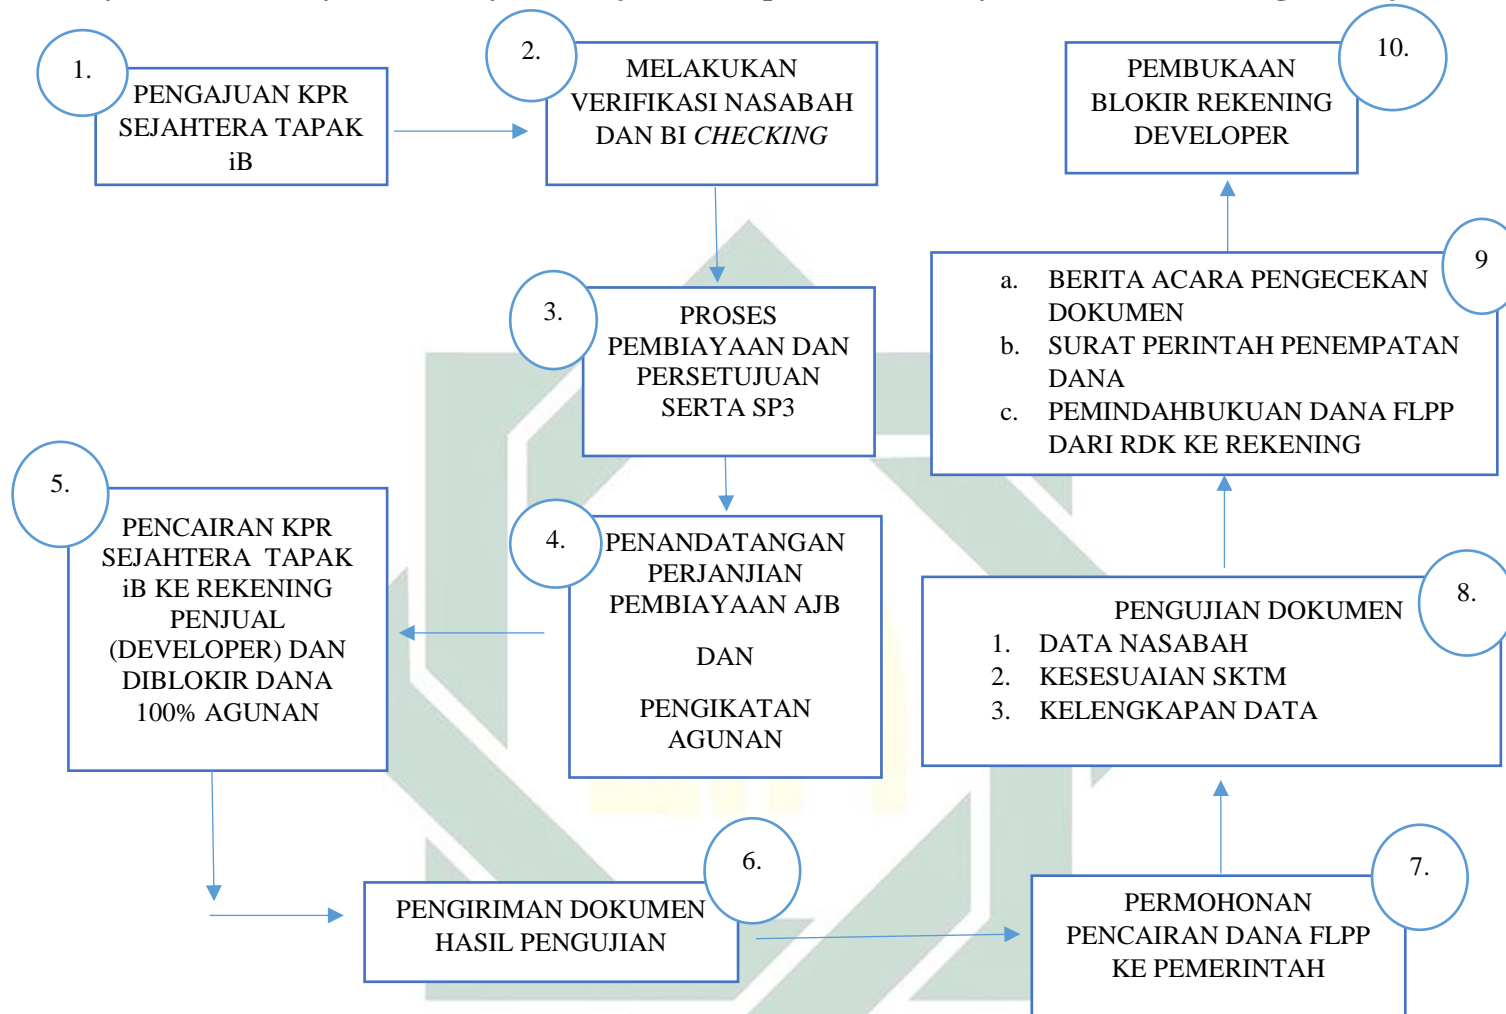 1.
PENGAJUAN KPR
SEJAHTERA TAPAK
iB
2.
MELAKUKAN
VERIFIKASI NASABAH
DAN BI CHECKING
3.
PROSES
PEMBIAYAAN DAN
PERSETUJUAN
SERTA SP3
4.
PENANDATANGAN
PERJANJIAN
PEMBIAYAAN AJB
DAN
PENGIKATAN
AGUNAN
5.
PENCAIRAN KPR
SEJAHTERA TAPAK
iB KE REKENING
PENJUAL
(DEVELOPER) DAN
DIBLOKIR DANA
100% AGUNAN
6.
PENGIRIMAN DOKUMEN
HASIL PENGUJIAN
7.
PERMOHONAN
PENCAIRAN DANA FLPP
KE PEMERINTAH
8.
PENGUJIAN DOKUMEN
1. DATA NASABAH
2. KESESUAIAN SKTM
3. KELENGKAPAN DATA
9
a. BERITA ACARA PENGECEKAN
DOKUMEN
b. SURAT PERINTAH PENEMPATAN
DANA
c. PEMINDAHBUKUAN DANA FLPP
DARI RDK KE REKENING
10.
PEMBUKAAN
BLOKIR REKENING
DEVELOPER